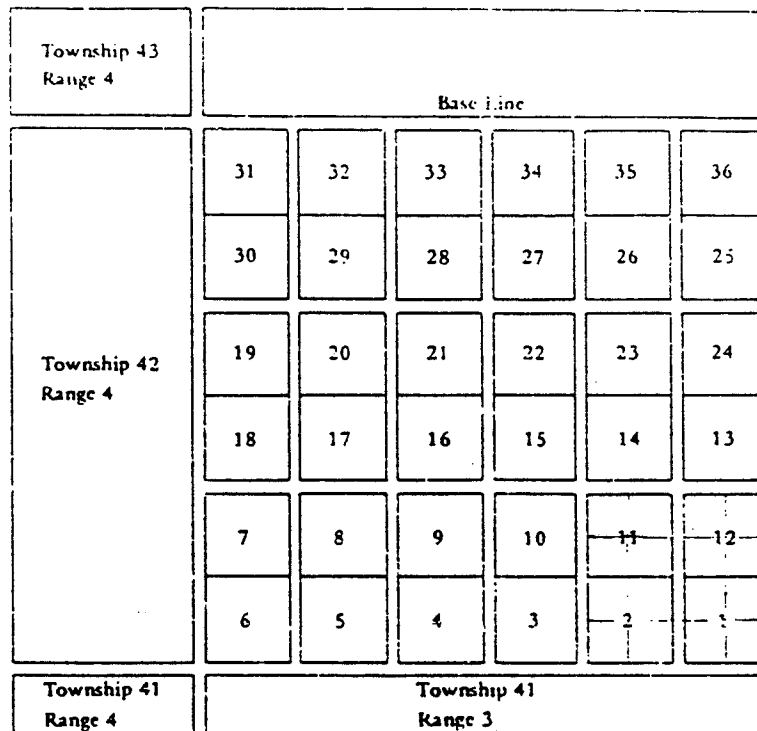 Township 43
Range 4
Base Line
31 32 33 34 35 36
30 29 28 27 26 25
Township 42
Range 4
19 20 21 22 23 24
18 17 16 15 14 13
7 8 9 10 11 12
6 5 4 3 2 1
Township 41
Range 4
Township 41
Range 3